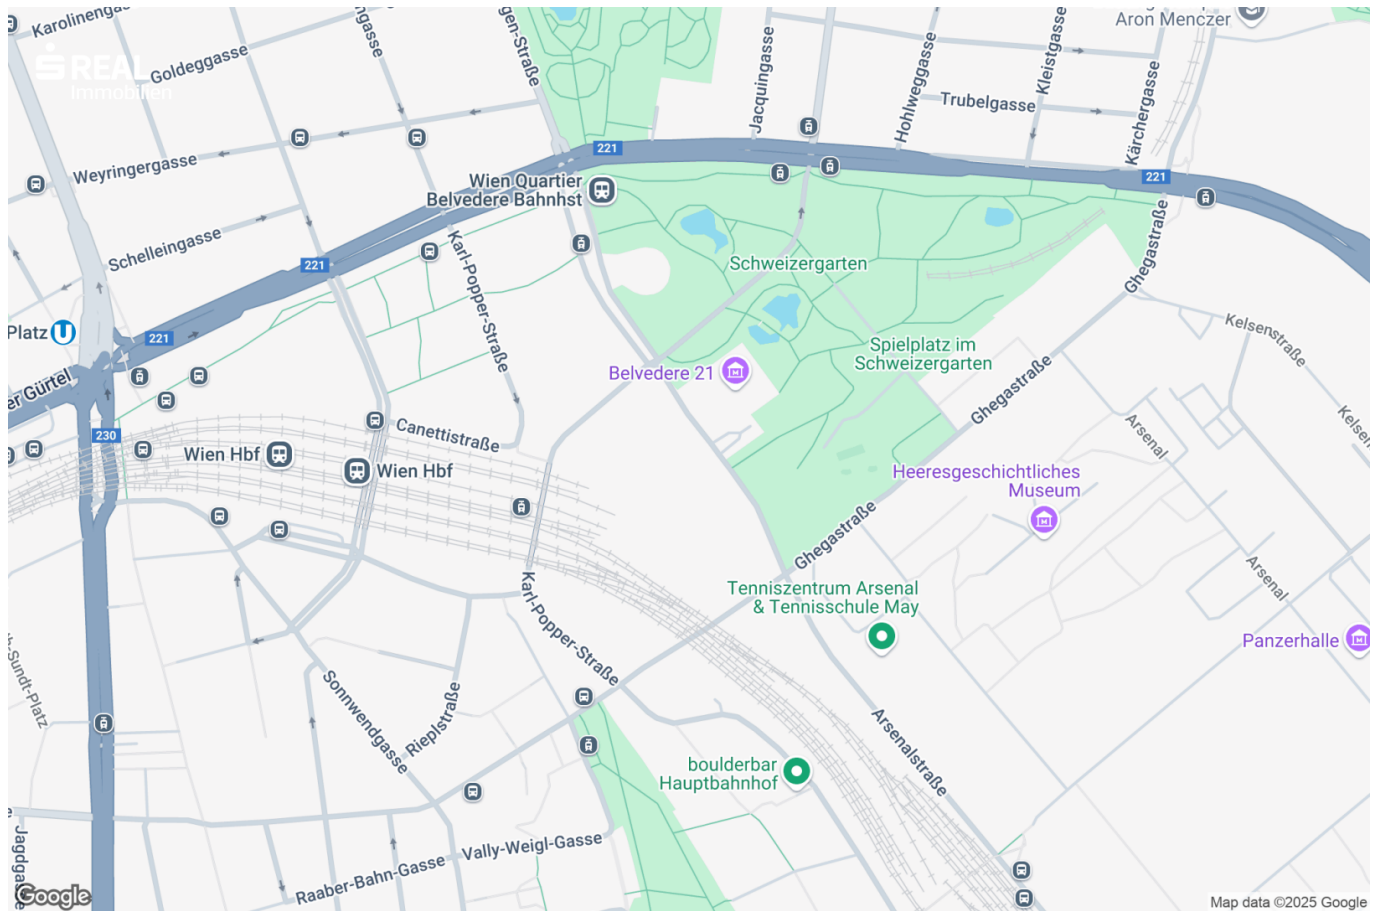 Karolinengasse
Goldeggasse
REAL
Immobilien
Weyringergasse
Schelleingasse
Jacquingasse
Hohlweggasse
Kleistgasse
Kärchergasse
Aron Menczer
Trubelgasse
221
221
221
221
Wien Quartier
Belvedere Bahnhst
Karl-Popper-Straße
Schweizergarten
Ghegastraße
Platz U
Spielplatz im
Schweizergarten
Kelsenstraße
Belvedere 21
er Gürtel
Ghegastraße
230
Canettistraße
Arsenal
Wien Hbf
Wien Hbf
Heeresgeschichtliches
Museum
Ghegastraße
Arsenal
Karl-Popper-Straße
Tenniszentrum Arsenal
& Tennisschule May
Panzerhalle
Sonnwendgasse
Rieplstraße
Arsenalstraße
boulderbar
Hauptbahnhof
Vally-Weigl-Gasse
Raaber-Bahn-Gasse
Jagdgasse
Google
Map data ©2025 Google